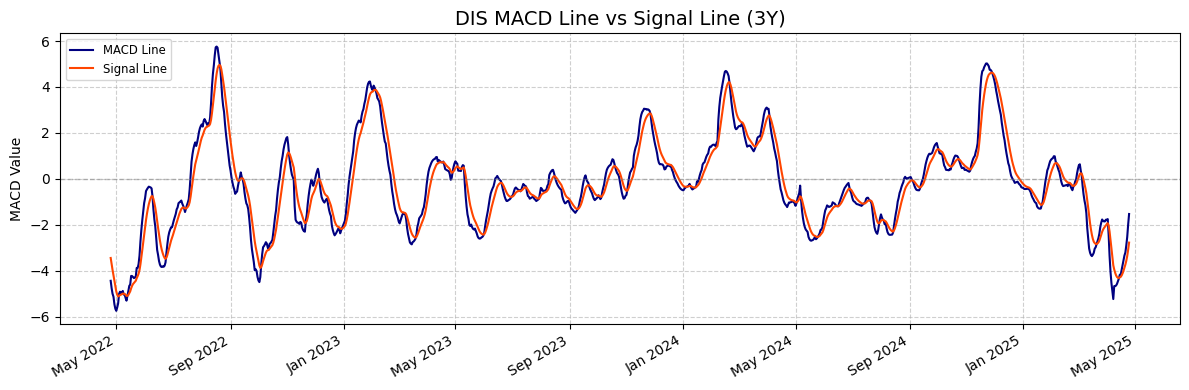 DIS MACD Line vs Signal Line (3Y)
MACD Line
Signal Line
MACD Value
6
4
2
0
−2
−4
−6
May 2022
Sep 2022
Jan 2023
May 2023
Sep 2023
Jan 2024
May 2024
Sep 2024
Jan 2025
May 2025